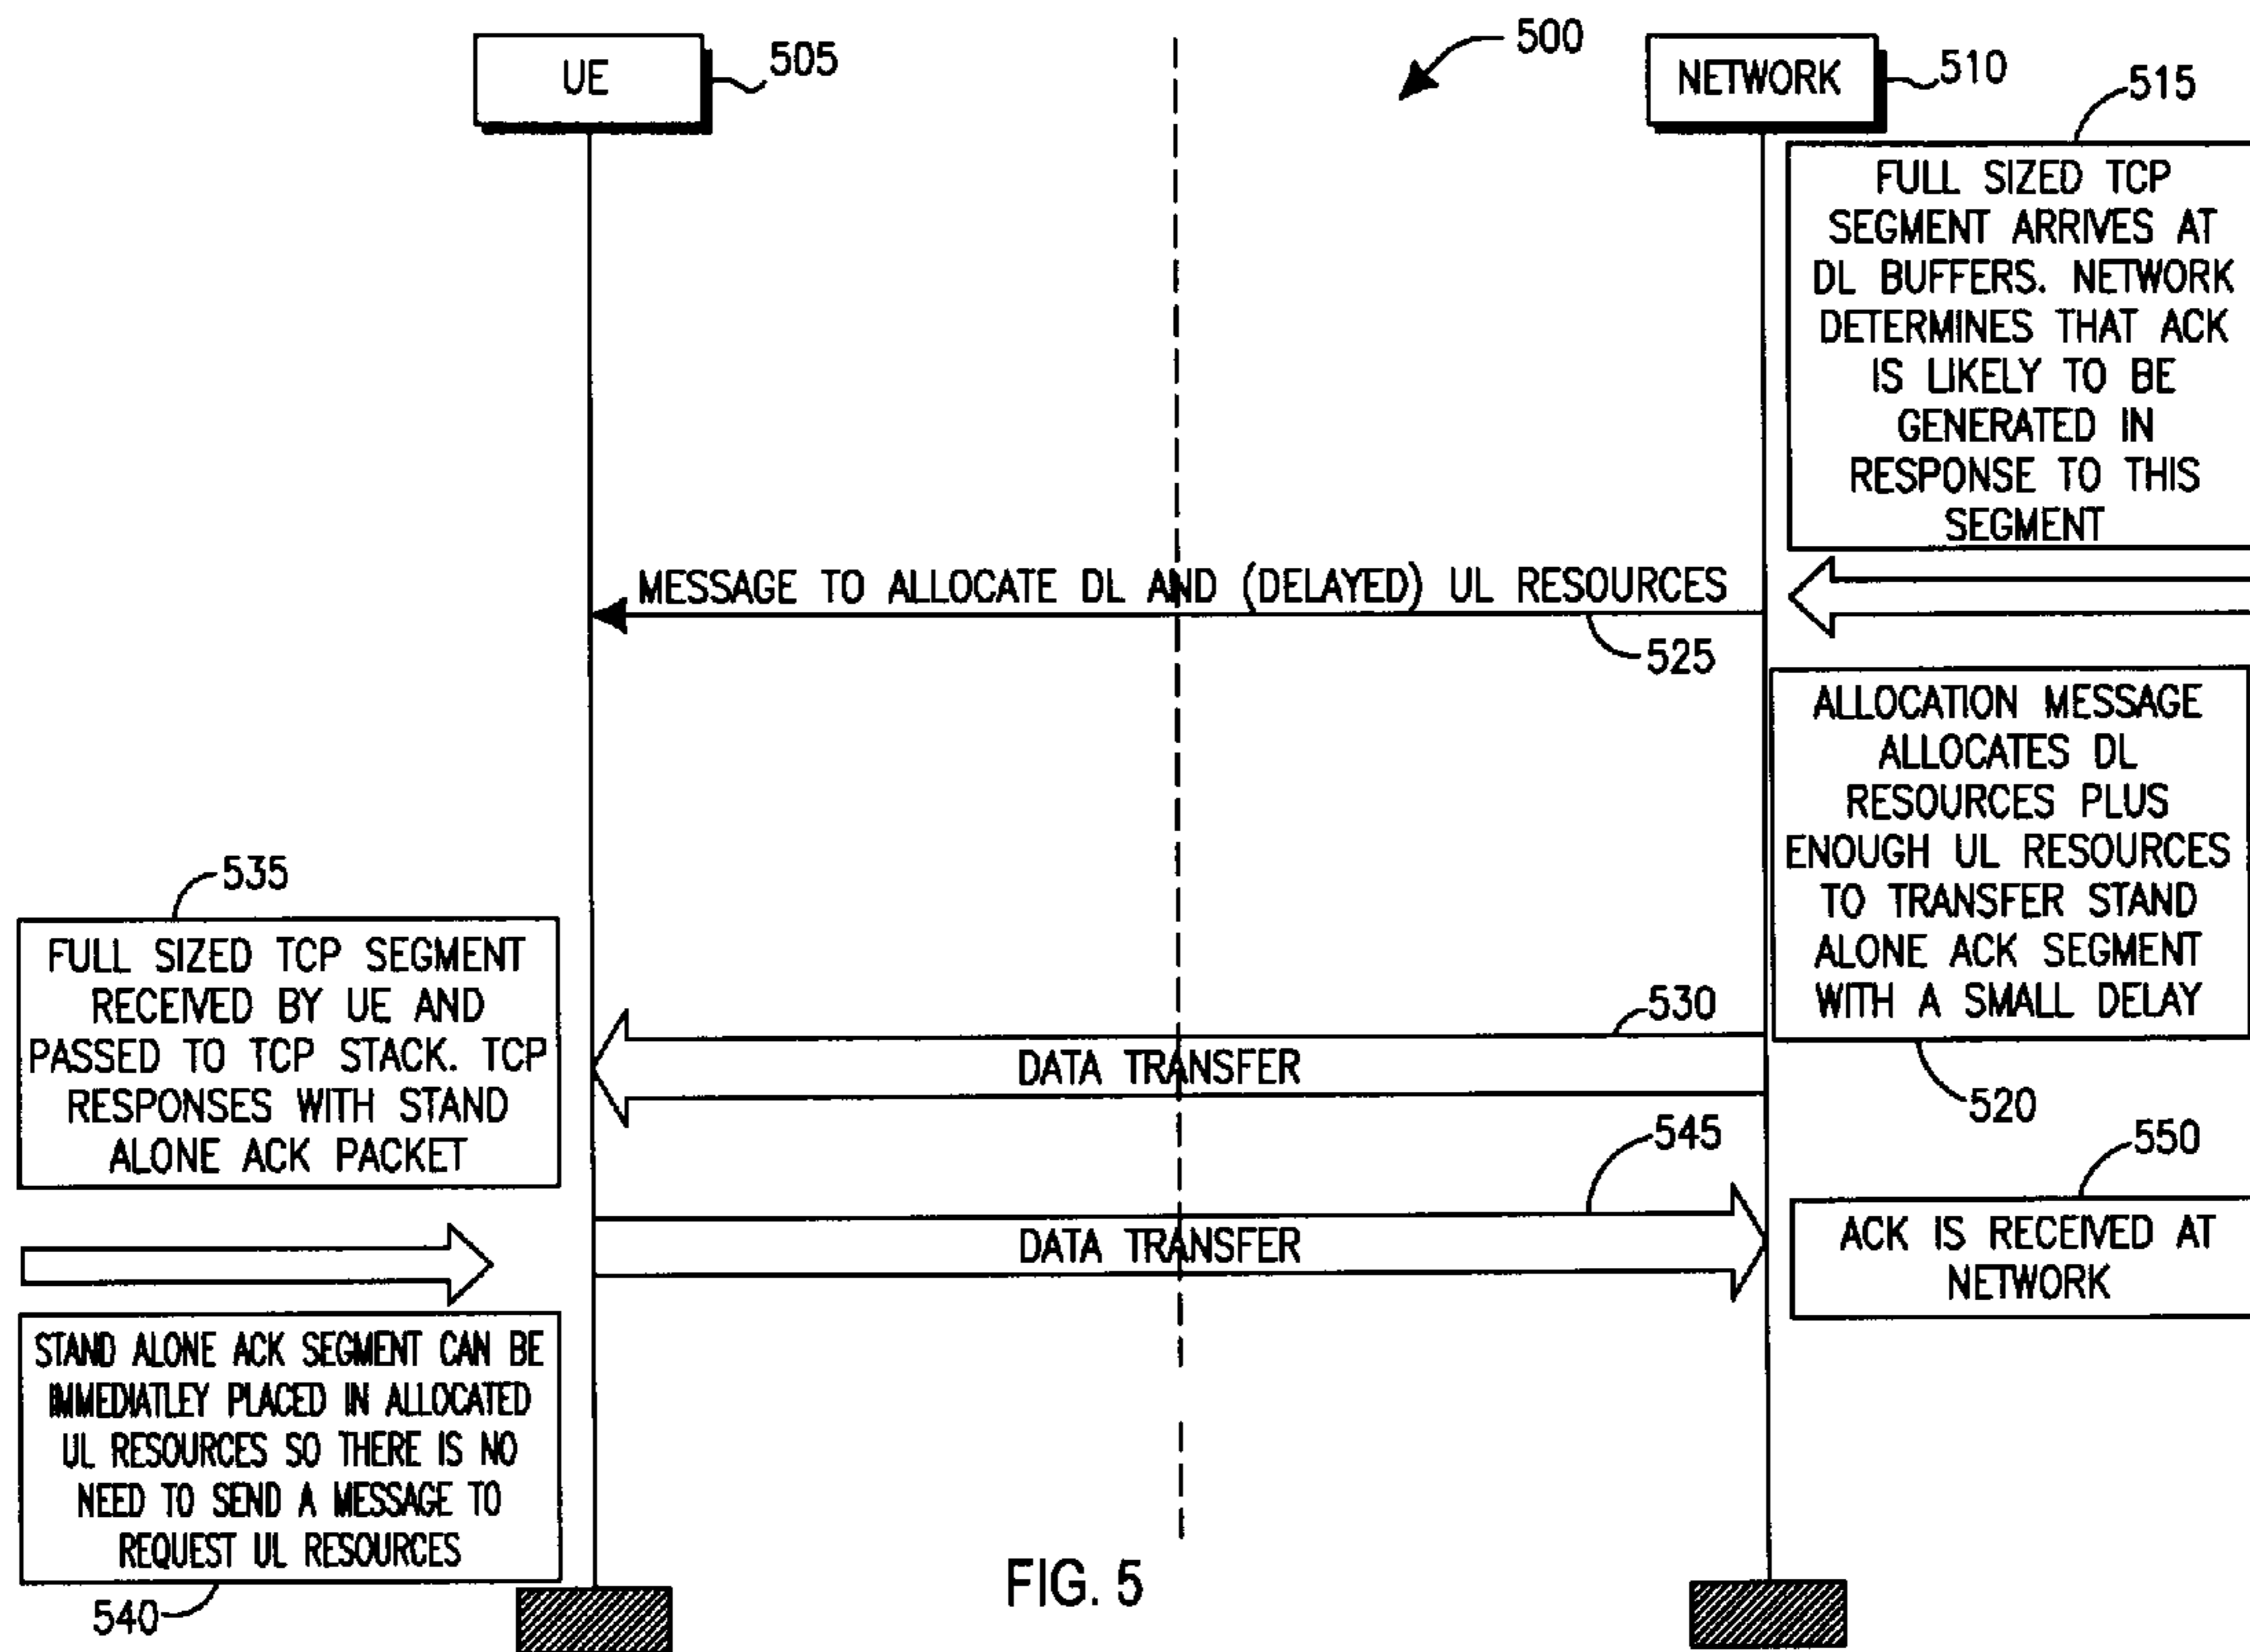 500
UE
505
NETWORK
510
515
FULL SIZED TCP
SEGMENT ARRIVES AT
DL BUFFERS. NETWORK
DETERMINES THAT ACK
IS LIKELY TO BE
GENERATED IN
RESPONSE TO THIS
SEGMENT
MESSAGE TO ALLOCATE DL AND (DELAYED) UL RESOURCES
525
ALLOCATION MESSAGE
ALLOCATES DL
RESOURCES PLUS
ENOUGH UL RESOURCES
TO TRANSFER STAND
ALONE ACK SEGMENT
WITH A SMALL DELAY
520
535
FULL SIZED TCP SEGMENT
RECEIVED BY UE AND
PASSED TO TCP STACK. TCP
RESPONSES WITH STAND
ALONE ACK PACKET
530
DATA TRANSFER
545
DATA TRANSFER
550
ACK IS RECEIVED AT
NETWORK
STAND ALONE ACK SEGMENT CAN BE
IMMEDIATLEY PLACED IN ALLOCATED
UL RESOURCES SO THERE IS NO
NEED TO SEND A MESSAGE TO
REQUEST UL RESOURCES
540
FIG. 5